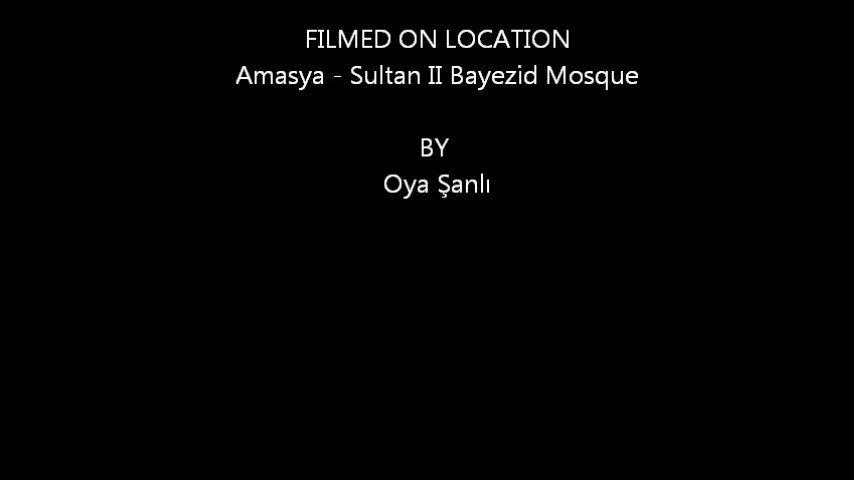 FILMED ON LOCATION
Amasya - Sultan II Bayezid Mosque
BY
Oya Şanlı